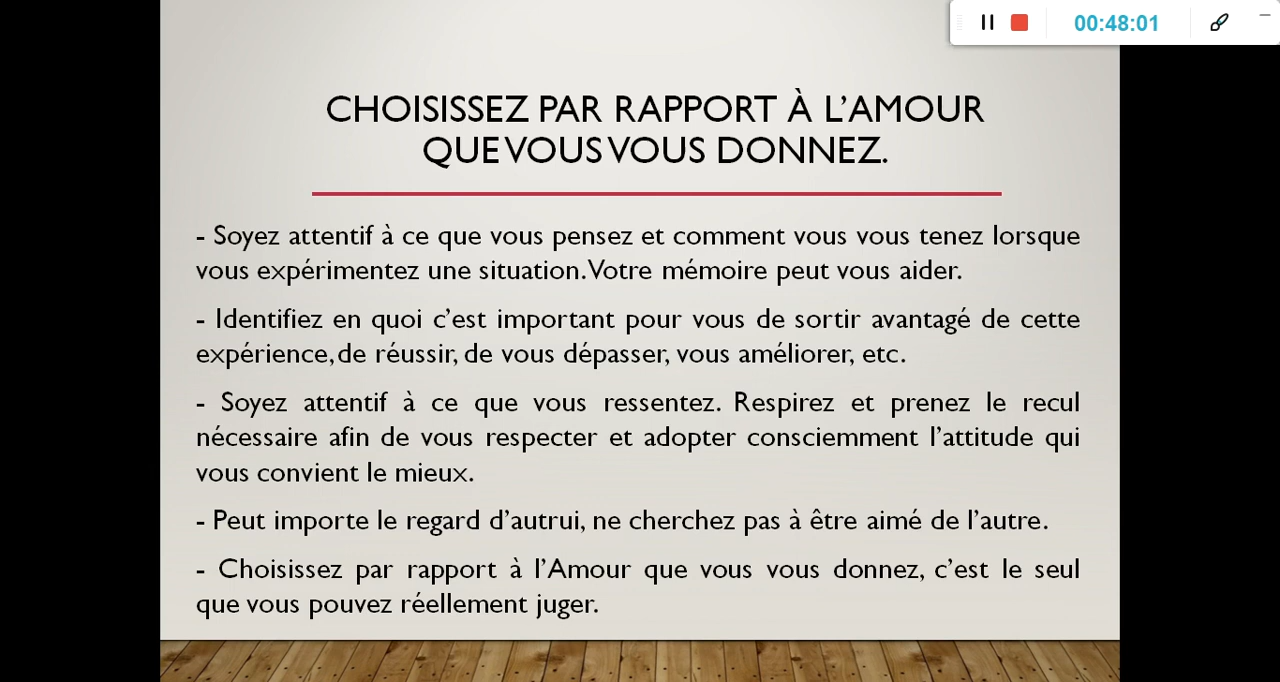 00:48:01
CHOISISSEZ PAR RAPPORT À L’AMOUR
QUE VOUS VOUS DONNEZ.
- Soyez attentif à ce que vous pensez et comment vous vous tenez lorsque
vous expérimentez une situation. Votre mémoire peut vous aider.
- Identifiez en quoi c’est important pour vous de sortir avantagé de cette
expérience, de réussir, de vous dépasser, vous améliorer, etc.
- Soyez attentif à ce que vous ressentez. Respirez et prenez le recul
nécessaire afin de vous respecter et adopter consciemment l’attitude qui
vous convient le mieux.
- Peut importe le regard d’autrui, ne cherchez pas à être aimé de l’autre.
- Choisissez par rapport à l’Amour que vous vous donnez, c’est le seul
que vous pouvez réellement juger.